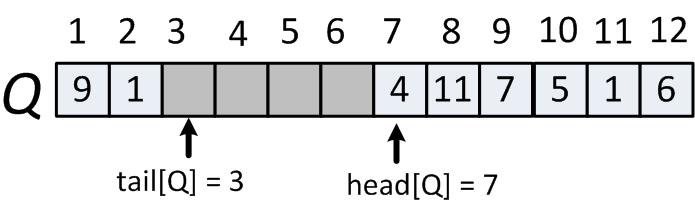 1 2 3 4 5 6 7 8 9 10 11 12
Q 9 1 4 11 7 5 1 6
tail[Q] = 3 head[Q] = 7